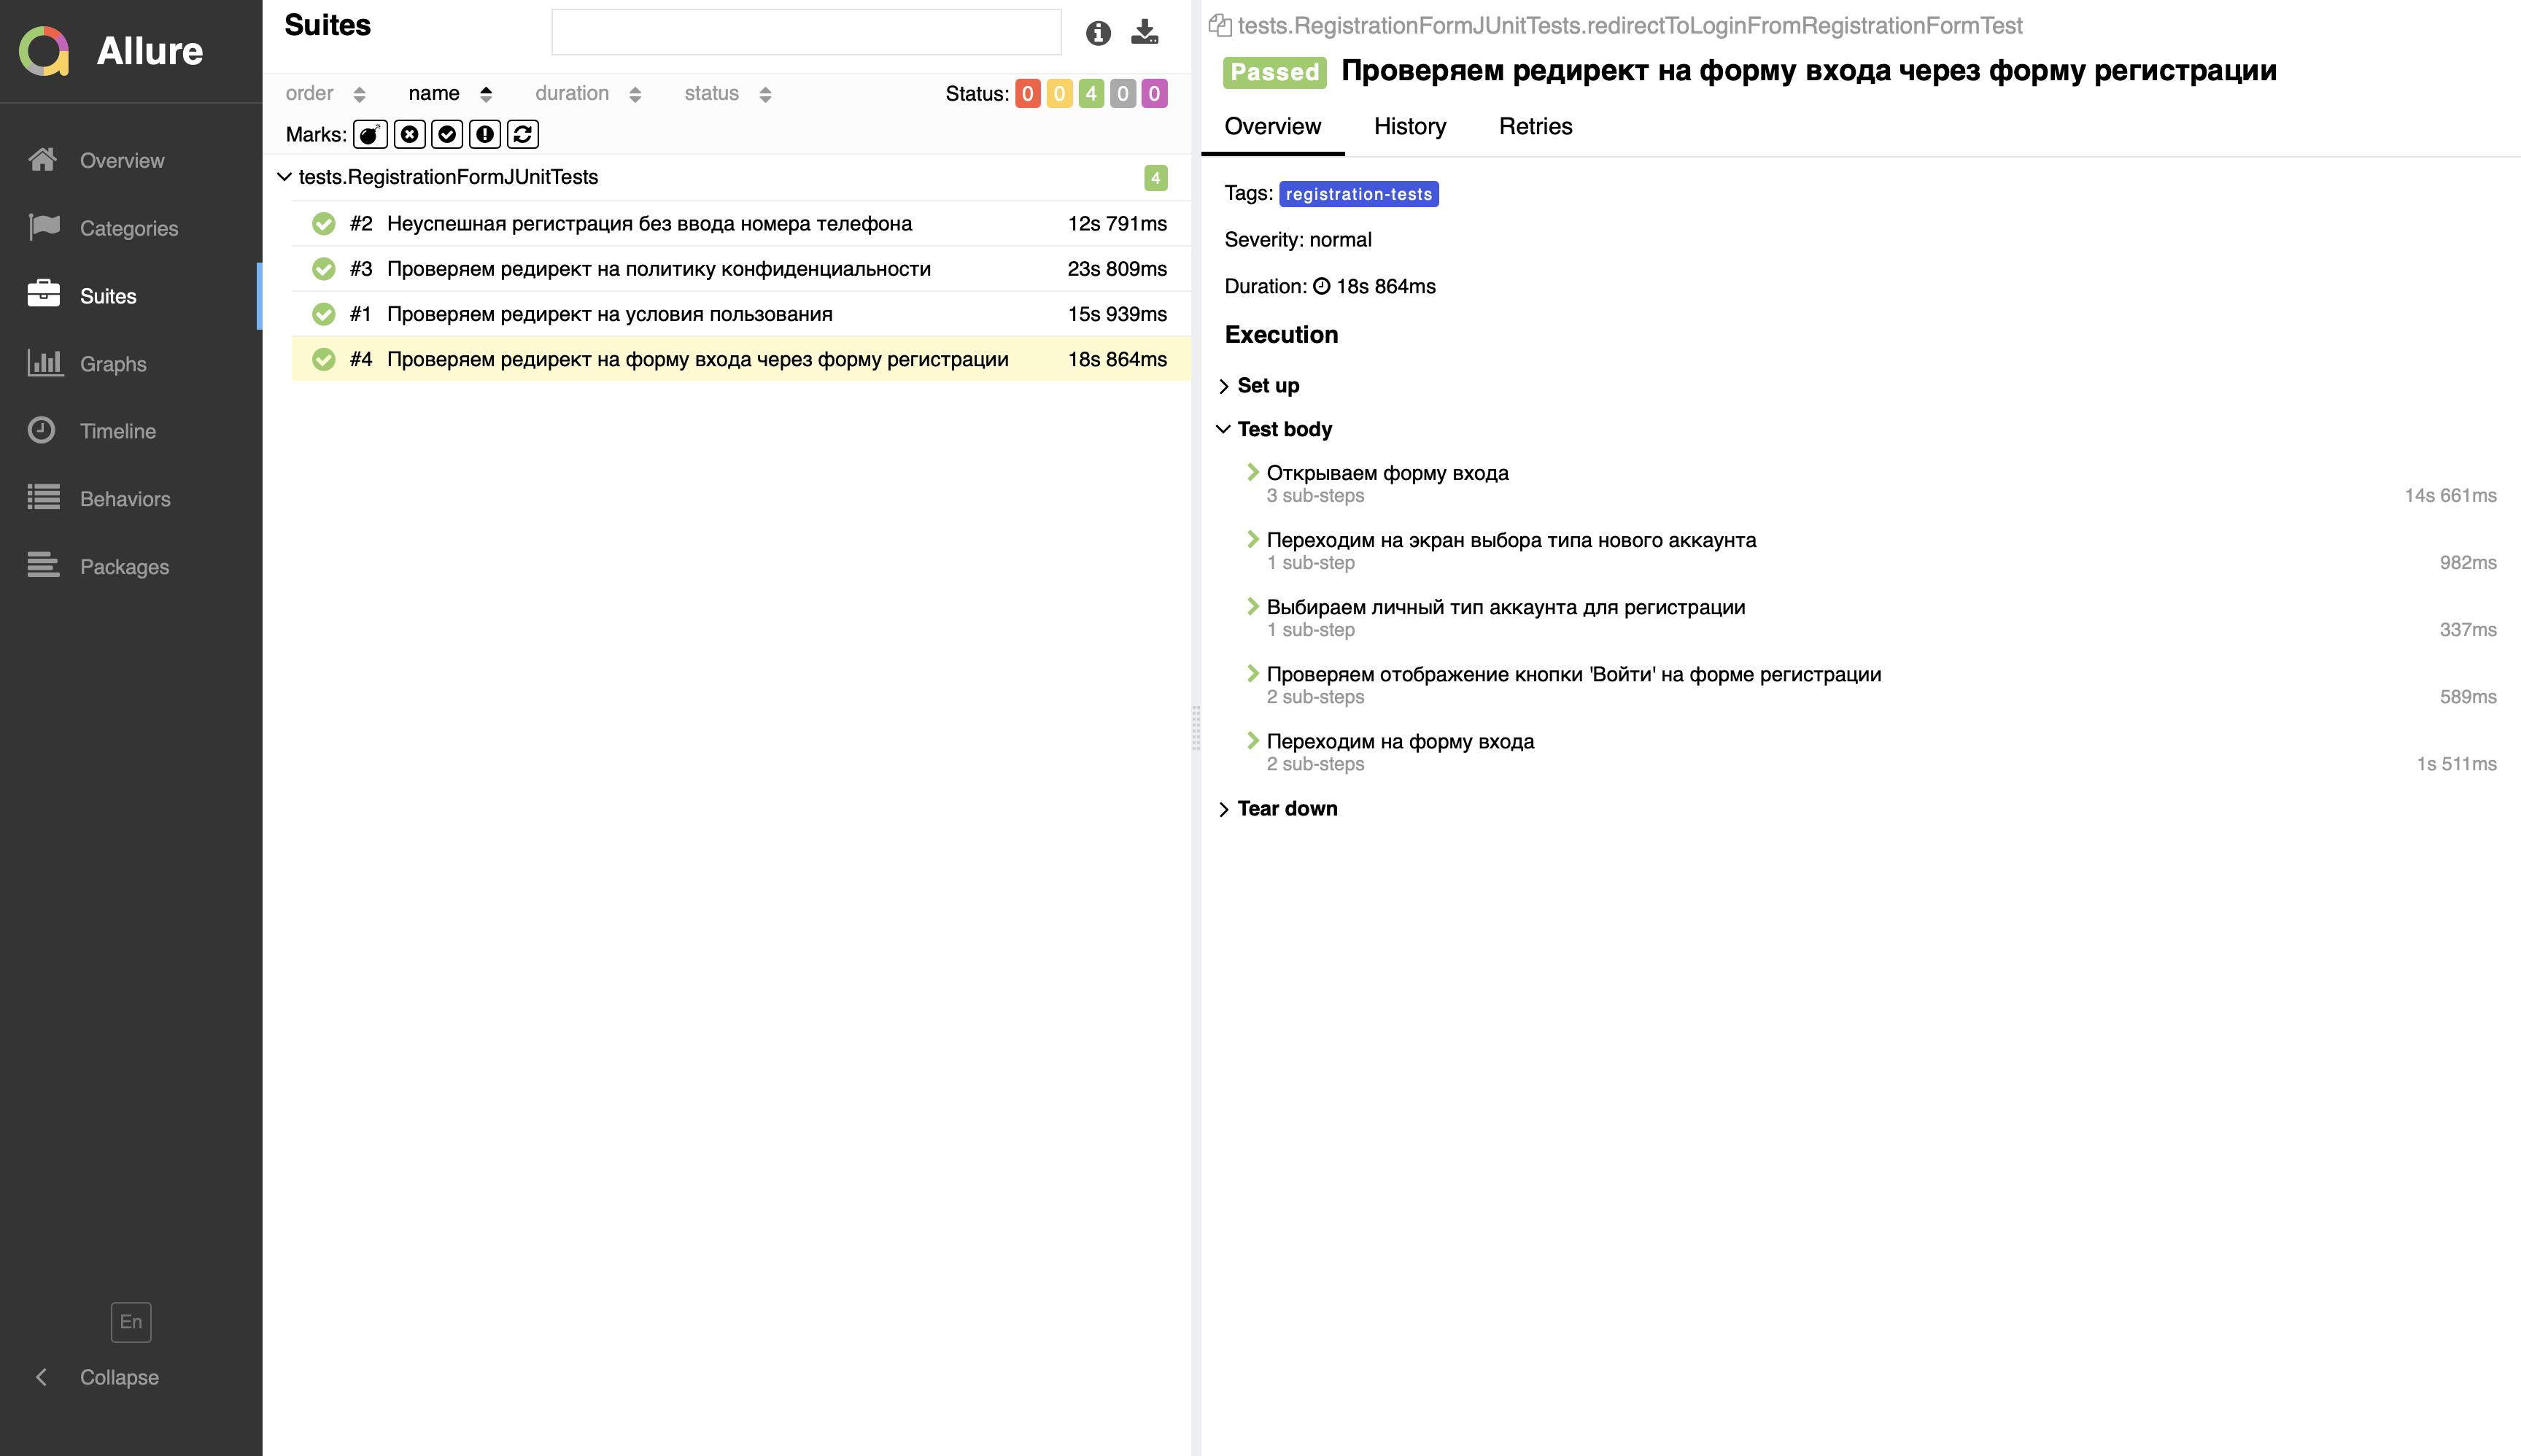 Allure
Overview
Categories
Suites
Graphs
Timeline
Behaviors
Packages
En
Collapse
Suites
order name duration status Status: 0 0 4 0 0
Marks:
tests.RegistrationFormJUnitTests 4
#2 Неуспешная регистрация без ввода номера телефона 12s 791ms
#3 Проверяем редирект на политику конфиденциальности 23s 809ms
#1 Проверяем редирект на условия пользования 15s 939ms
#4 Проверяем редирект на форму входа через форму регистрации 18s 864ms
tests.RegistrationFormJUnitTests.redirectToLoginFromRegistrationFormTest
Passed Проверяем редирект на форму входа через форму регистрации
Overview History Retries
Tags: registration-tests
Severity: normal
Duration: 18s 864ms
Execution
Set up
Test body
Открываем форму входа
3 sub-steps 14s 661ms
Переходим на экран выбора типа нового аккаунта
1 sub-step 982ms
Выбираем личный тип аккаунта для регистрации
1 sub-step 337ms
Проверяем отображение кнопки 'Войти' на форме регистрации
2 sub-steps 589ms
Переходим на форму входа
2 sub-steps 1s 511ms
Tear down